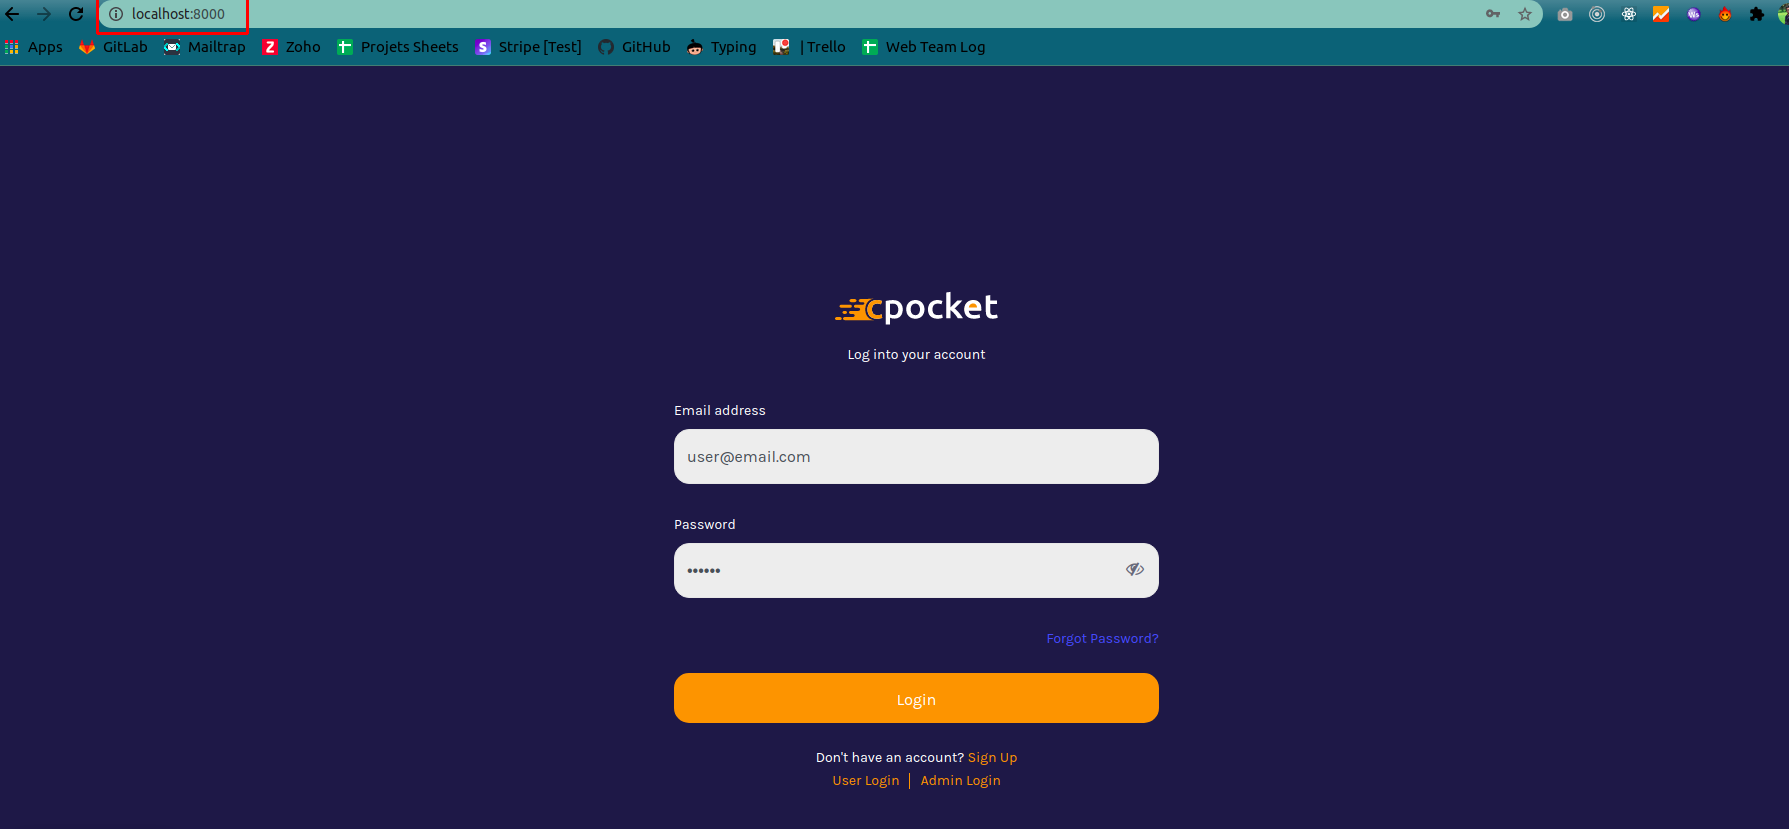 localhost:8000
Apps GitLab Mailtrap Zoho Projets Sheets Stripe [Test] GitHub Typing | Trello Web Team Log
cpocket
Log into your account
Email address
user@email.com
Password
••••••
Forgot Password?
Login
Don't have an account? Sign Up
User Login | Admin Login